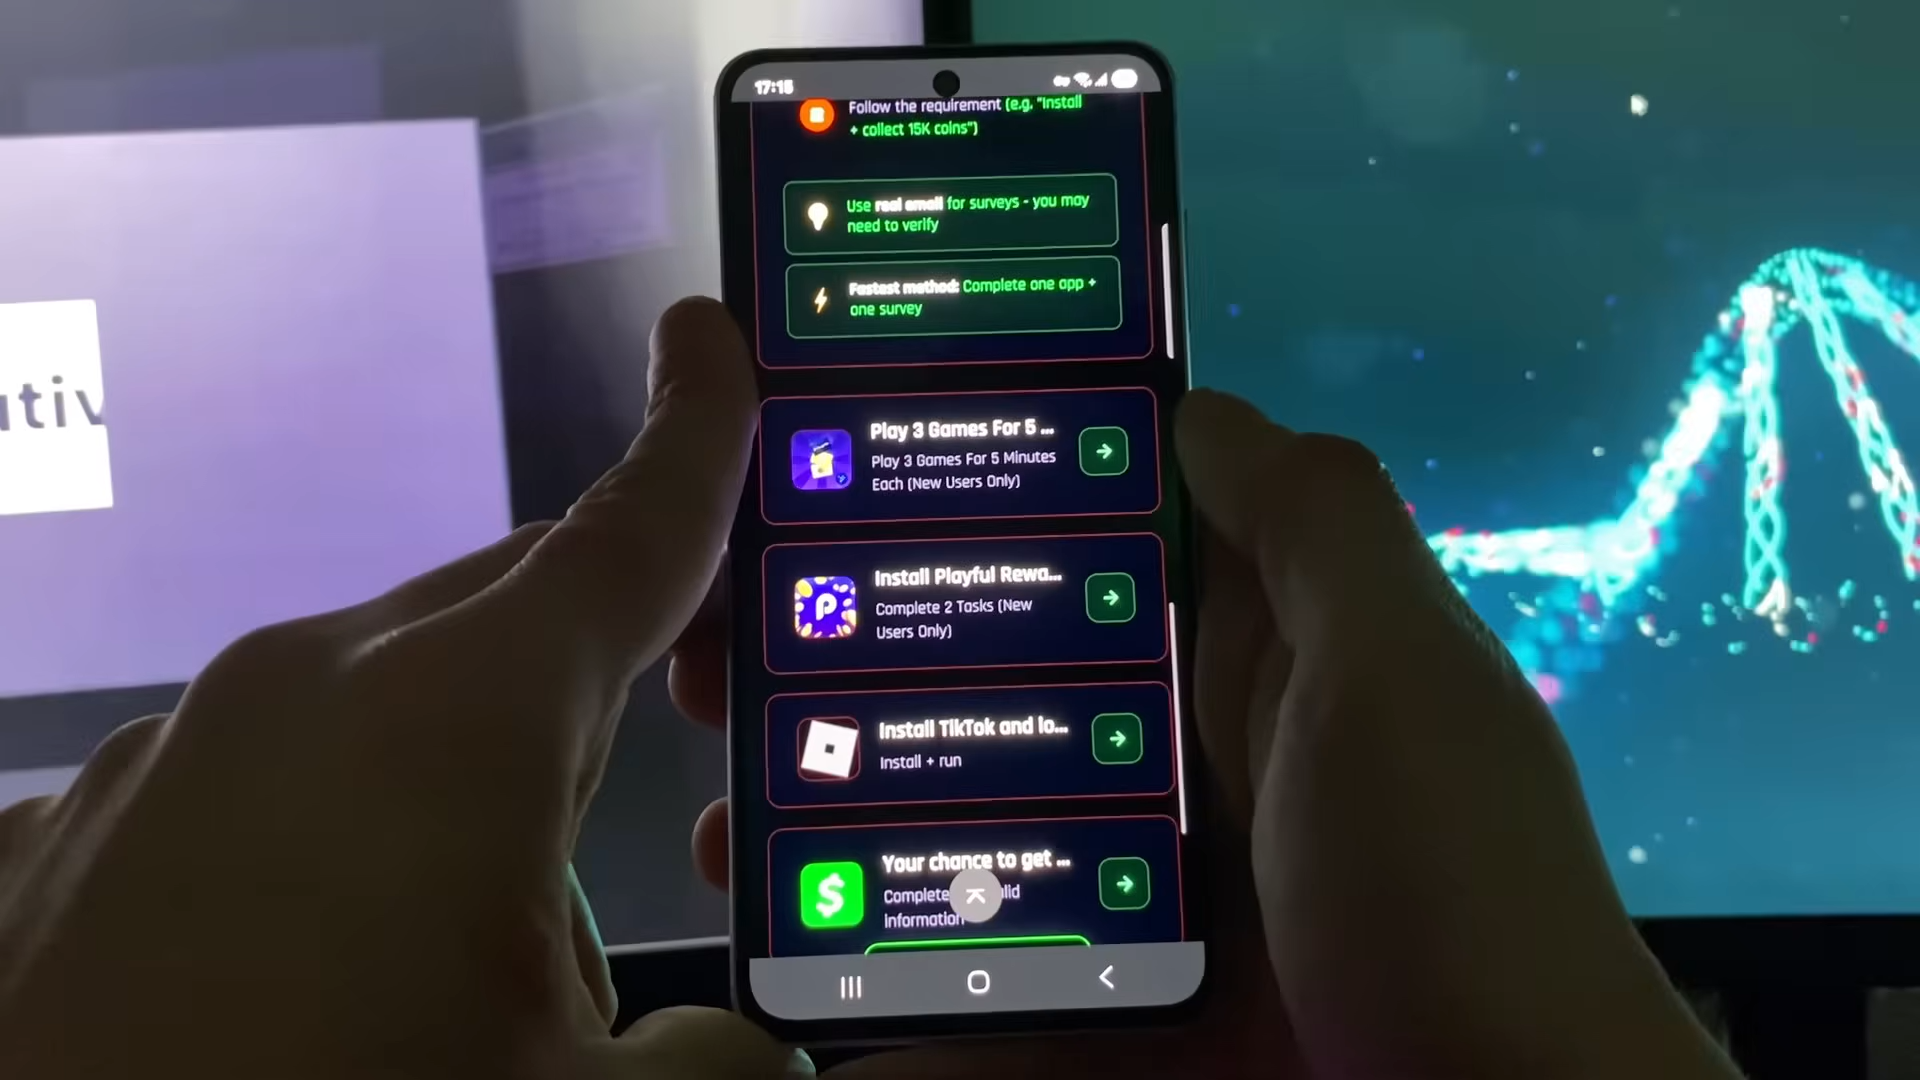 17:15
Follow the requirement (e.g. "Install
+ collect 15K coins")
Use real email for surveys - you may
need to verify
Fastest method: Complete one app +
one survey
Play 3 Games For 5 ...
Play 3 Games For 5 Minutes
Each (New Users Only)
Install Playful Rewa...
Complete 2 Tasks (New
Users Only)
Install TikTok and lo...
Install + run
Your chance to get ...
Complete
information